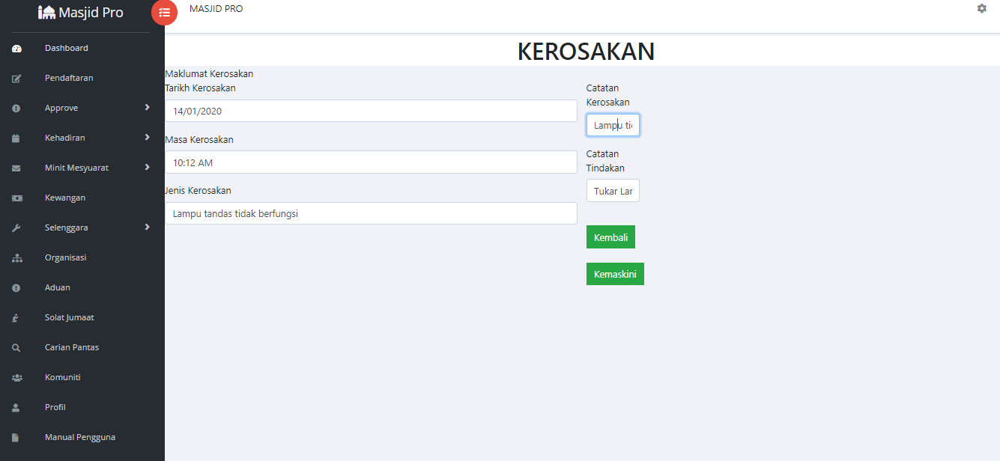 Masjid Pro
MASJID PRO
Dashboard
Pendaftaran
Approve
Kehadiran
Minit Mesyuarat
Kewangan
Selenggara
Organisasi
Aduan
Solat Jumaat
Carian Pantas
Komuniti
Profil
Manual Pengguna
KEROSAKAN
Maklumat Kerosakan
Tarikh Kerosakan
14/01/2020
Masa Kerosakan
10:12 AM
Jenis Kerosakan
Lampu tandas tidak berfungsi
Catatan
Kerosakan
Lampu
Catatan
Tindakan
Tukar
Kembali
Kemaskini